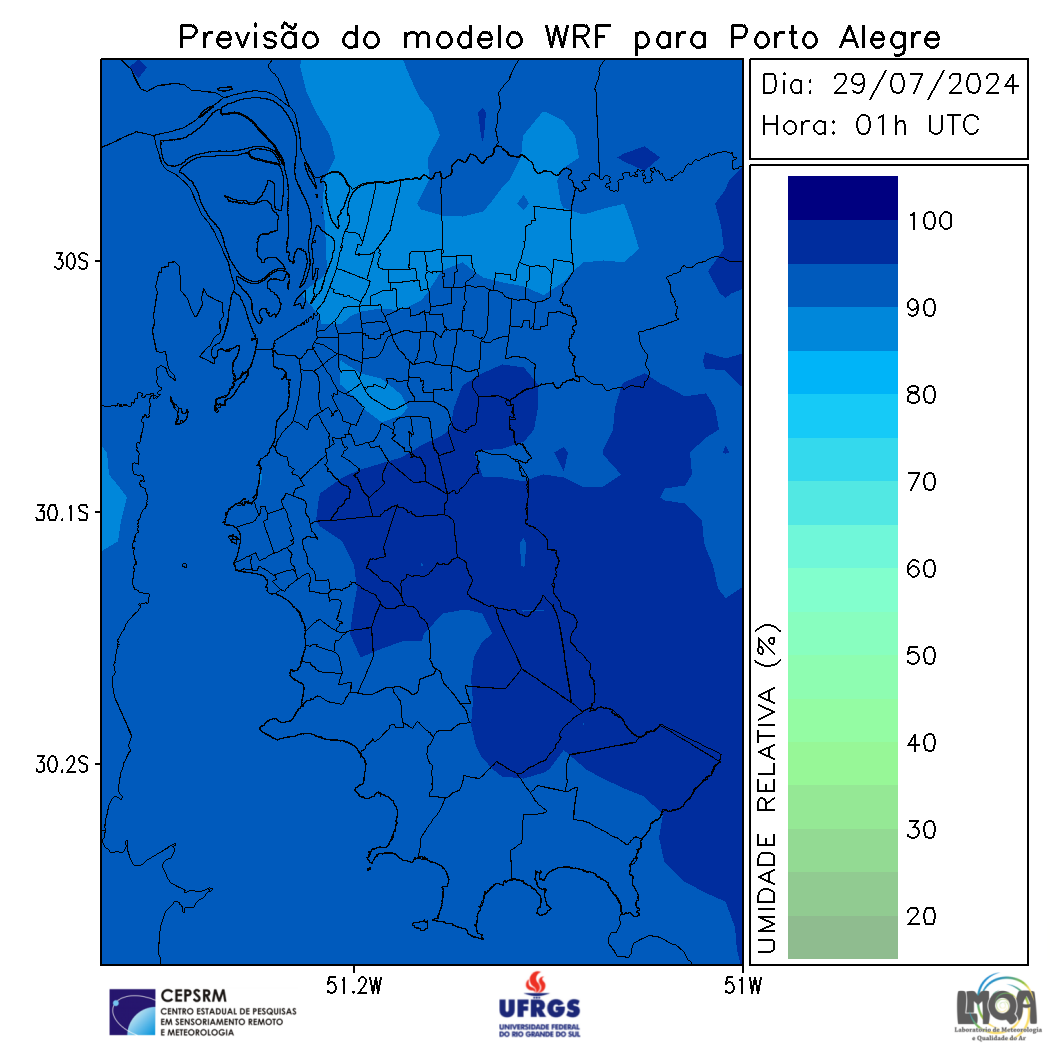 Previsão do modelo WRF para Porto Alegre
Dia: 29/07/2024
Hora: 01h UTC
100
90
80
70
60
50
40
30
20
UMIDADE RELATIVA (%)
30S
30.1S
30.2S
51.2W
51W
CEPSRM
CENTRO ESTADUAL DE PESQUISAS
EM SENSORIAMENTO REMOTO
E METEOROLOGIA
UFRGS
UNIVERSIDADE FEDERAL
DO RIO GRANDE DO SUL
LMQA
Laboratório de Meteorologia
e Qualidade do Ar